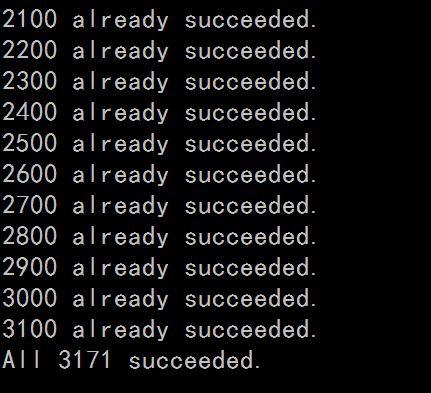 2100 already succeeded.
2200 already succeeded.
2300 already succeeded.
2400 already succeeded.
2500 already succeeded.
2600 already succeeded.
2700 already succeeded.
2800 already succeeded.
2900 already succeeded.
3000 already succeeded.
3100 already succeeded.
All 3171 succeeded.